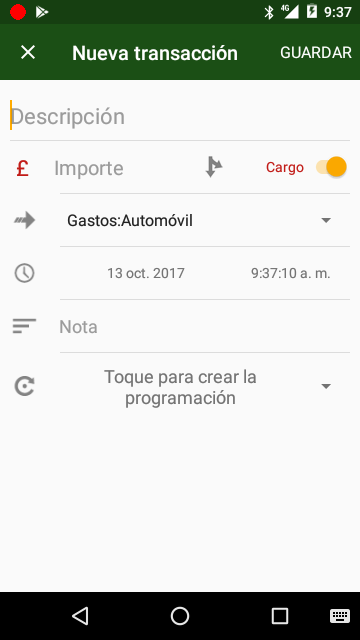 4G 9:37
Nueva transacción GUARDAR
Descripción
£ Importe Cargo
Gastos:Automóvil
13 oct. 2017 9:37:10 a. m.
Nota
Toque para crear la
programación